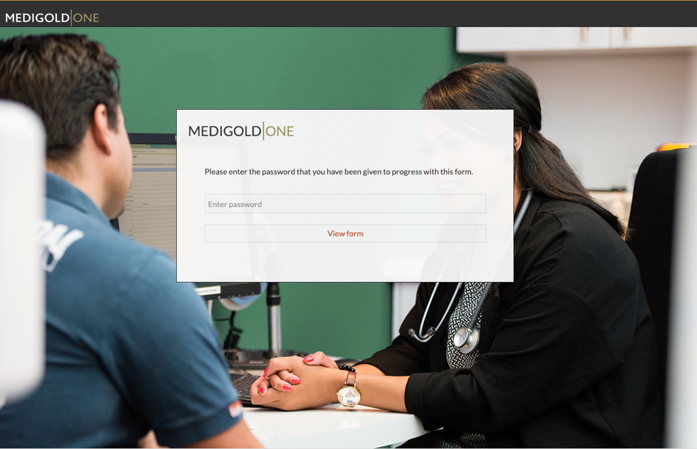 MEDIGOLD|ONE
MEDIGOLD|ONE
Please enter the password that you have been given to progress with this form.
Enter password
View form